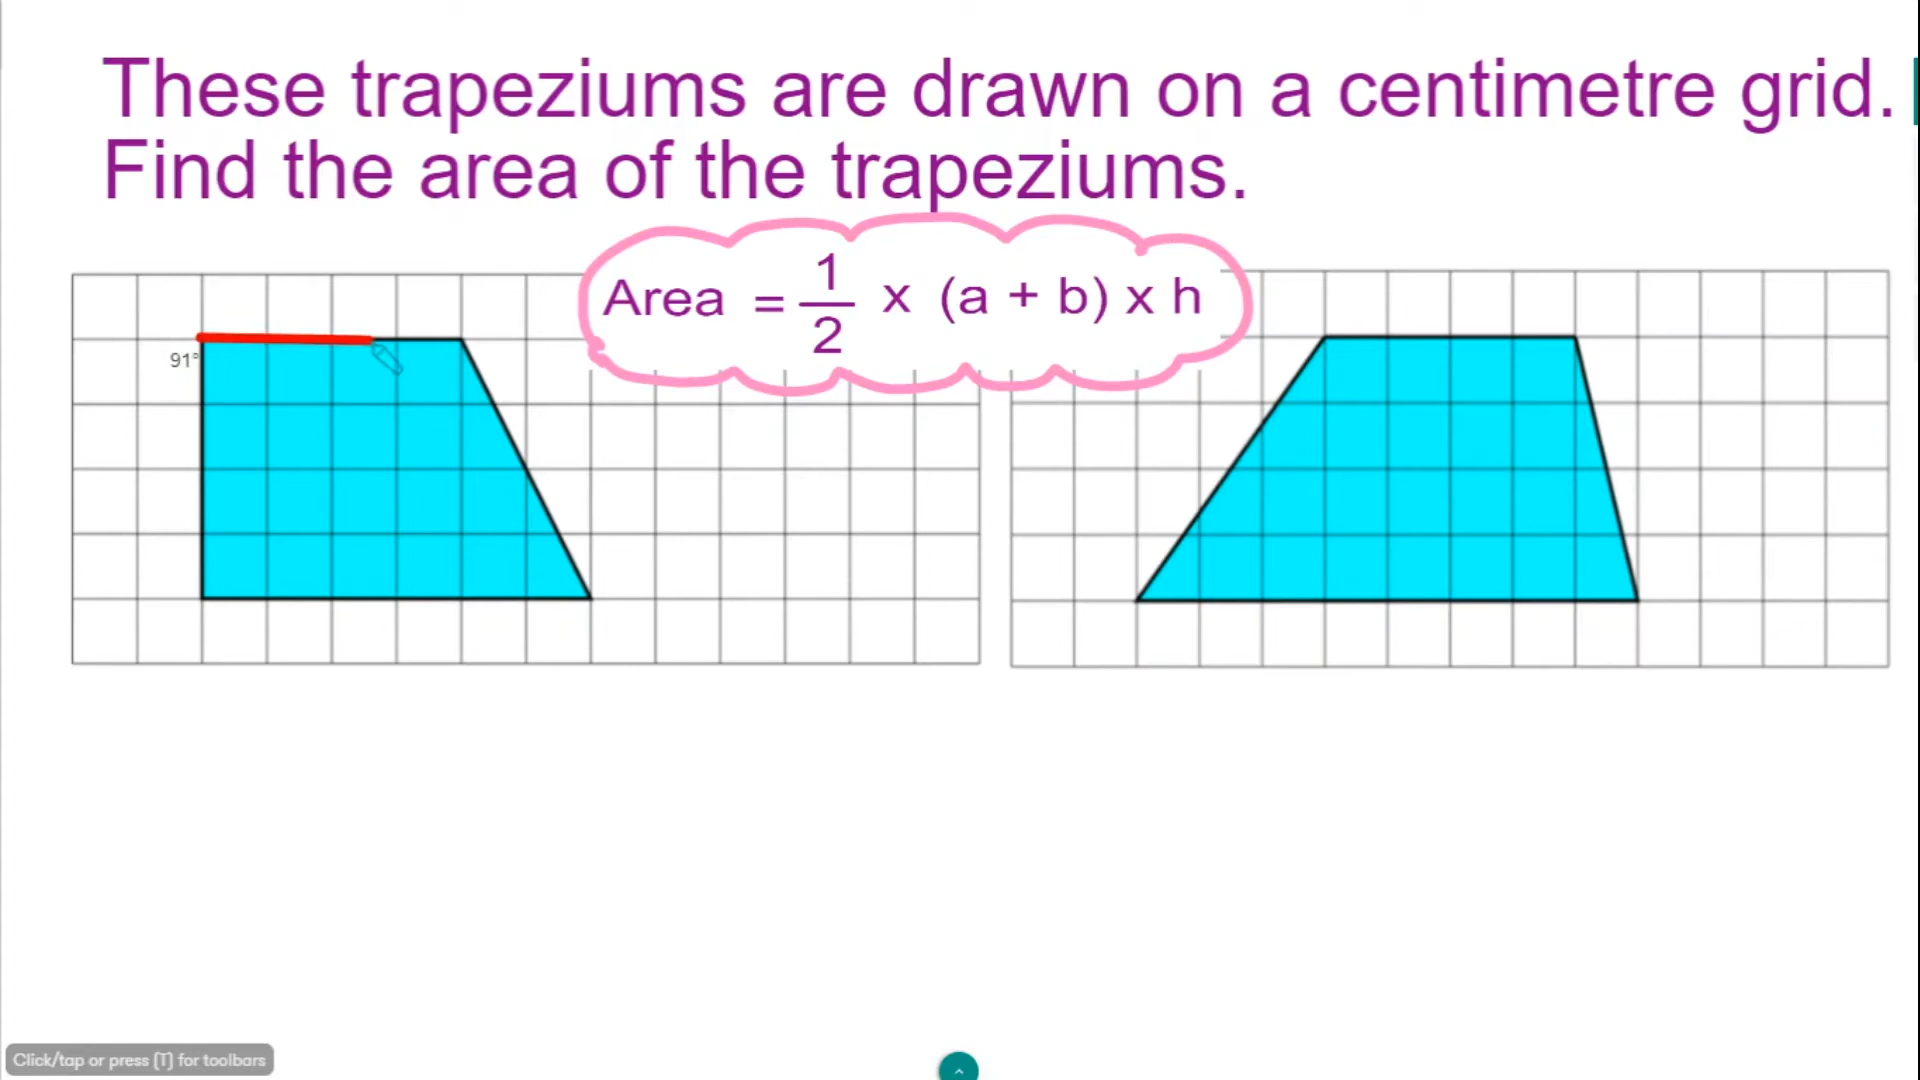 These trapeziums are drawn on a centimetre grid.
Find the area of the trapeziums.
Area = 1/2 x (a + b) x h
91°
Click/tap or press (T) for toolbars